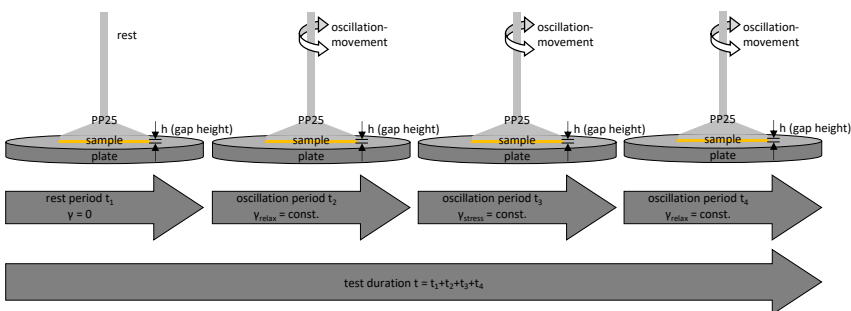 rest
oscillation-
movement
oscillation-
movement
oscillation-
movement
PP25
h (gap height)
sample
plate
PP25
h (gap height)
sample
plate
PP25
h (gap height)
sample
plate
PP25
h (gap height)
sample
plate
rest period t₁
γ = 0
oscillation period t₂
γrelax = const.
oscillation period t₃
γstress = const.
oscillation period t₄
γrelax = const.
test duration t = t₁+t₂+t₃+t₄